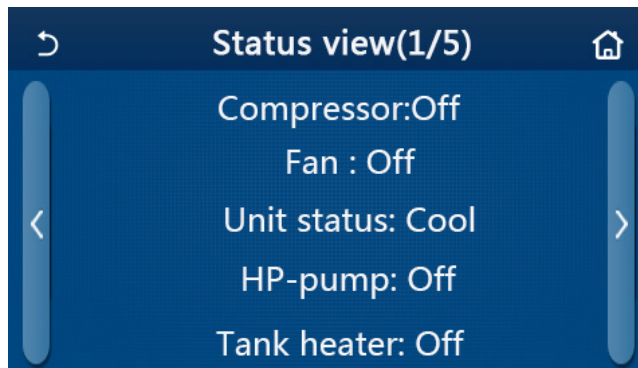 Status view(1/5)
Compressor:Off
Fan : Off
Unit status: Cool
HP-pump: Off
Tank heater: Off